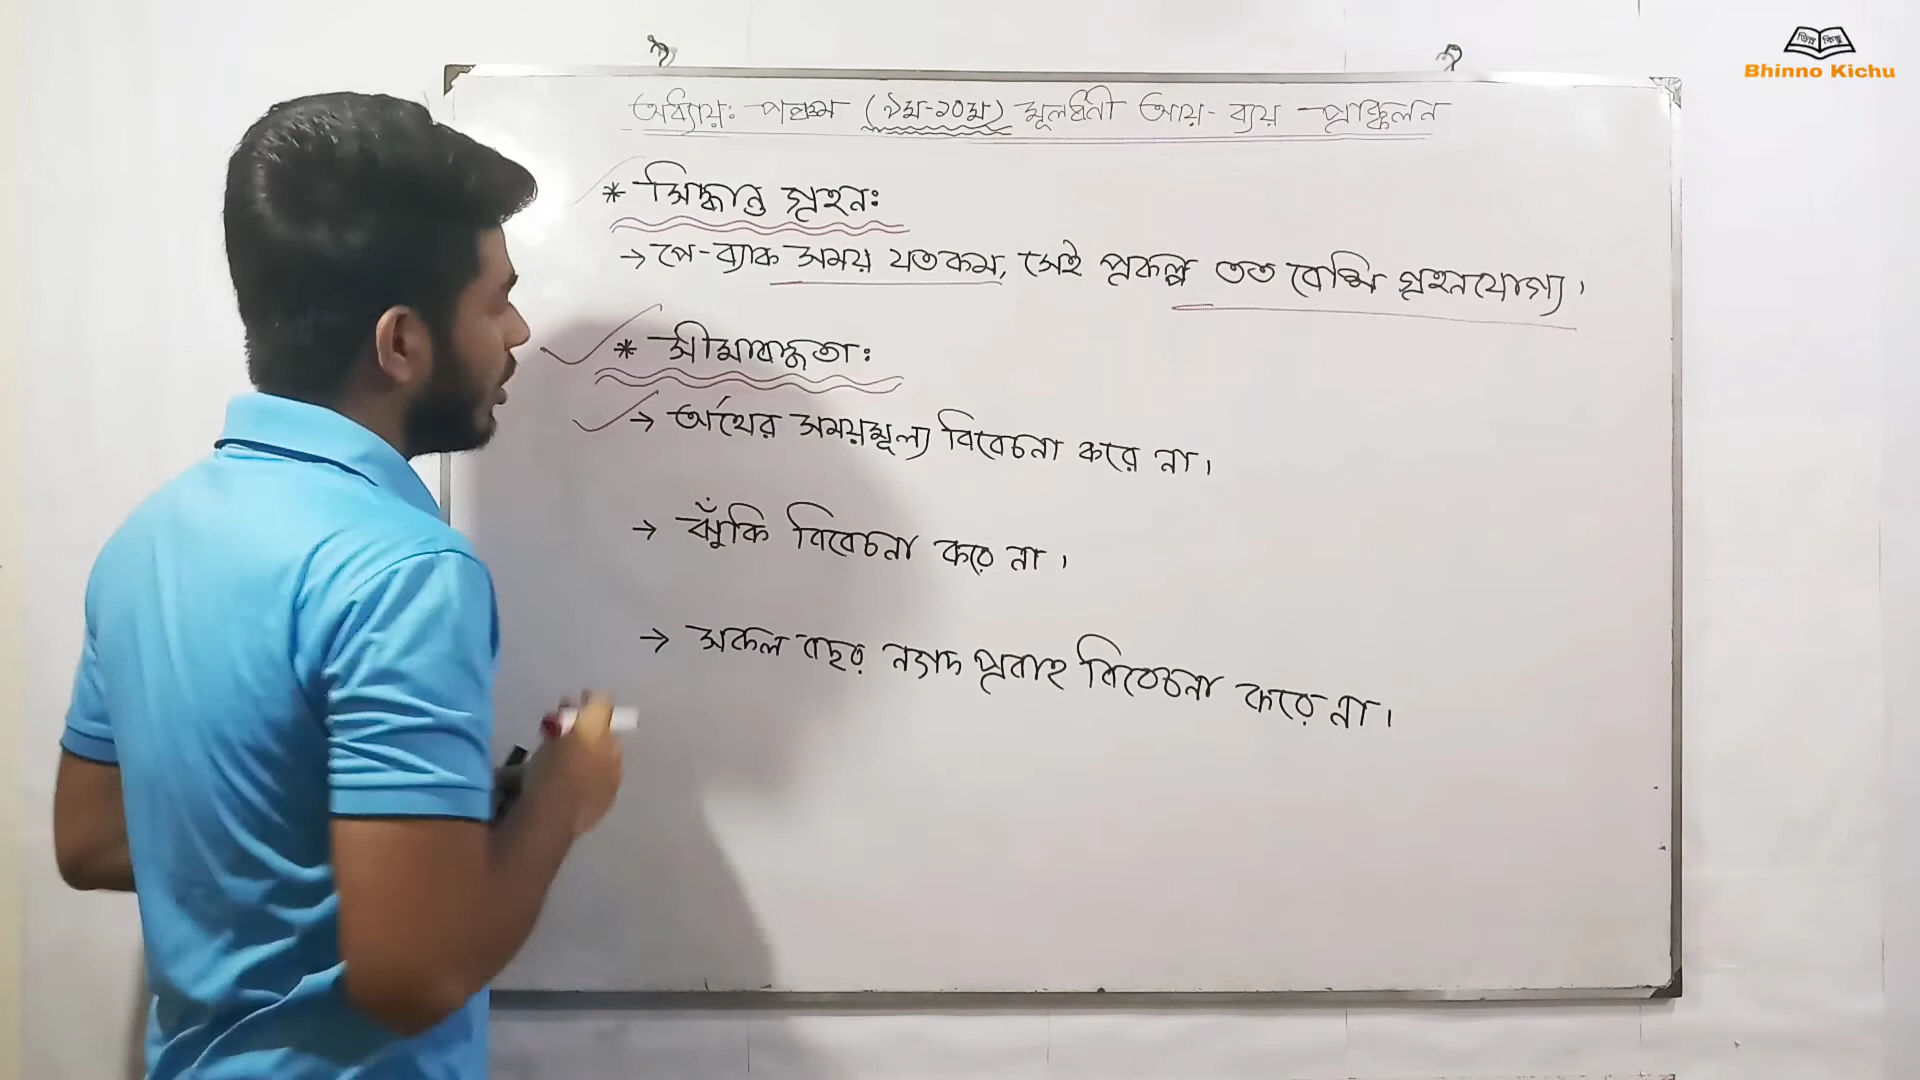 ভিন্ন কিছু
Bhinno Kichu
অধ্যায়ঃ পঞ্চম (৯ম-১০ম) মূলধনী আয়-ব্যয় প্রাক্কলন
* সিদ্ধান্ত গ্রহনঃ
→ পে-ব্যাক সময় যতকম, সেই প্রকল্প তত বেশি গ্রহনযোগ্য।
* সীমাবদ্ধতাঃ
→ অর্থের সময়মূল্য বিবেচনা করে না।
→ ঝুঁকি বিবেচনা করে না।
→ সকল বছর নগদ প্রবাহ বিবেচনা করে না।